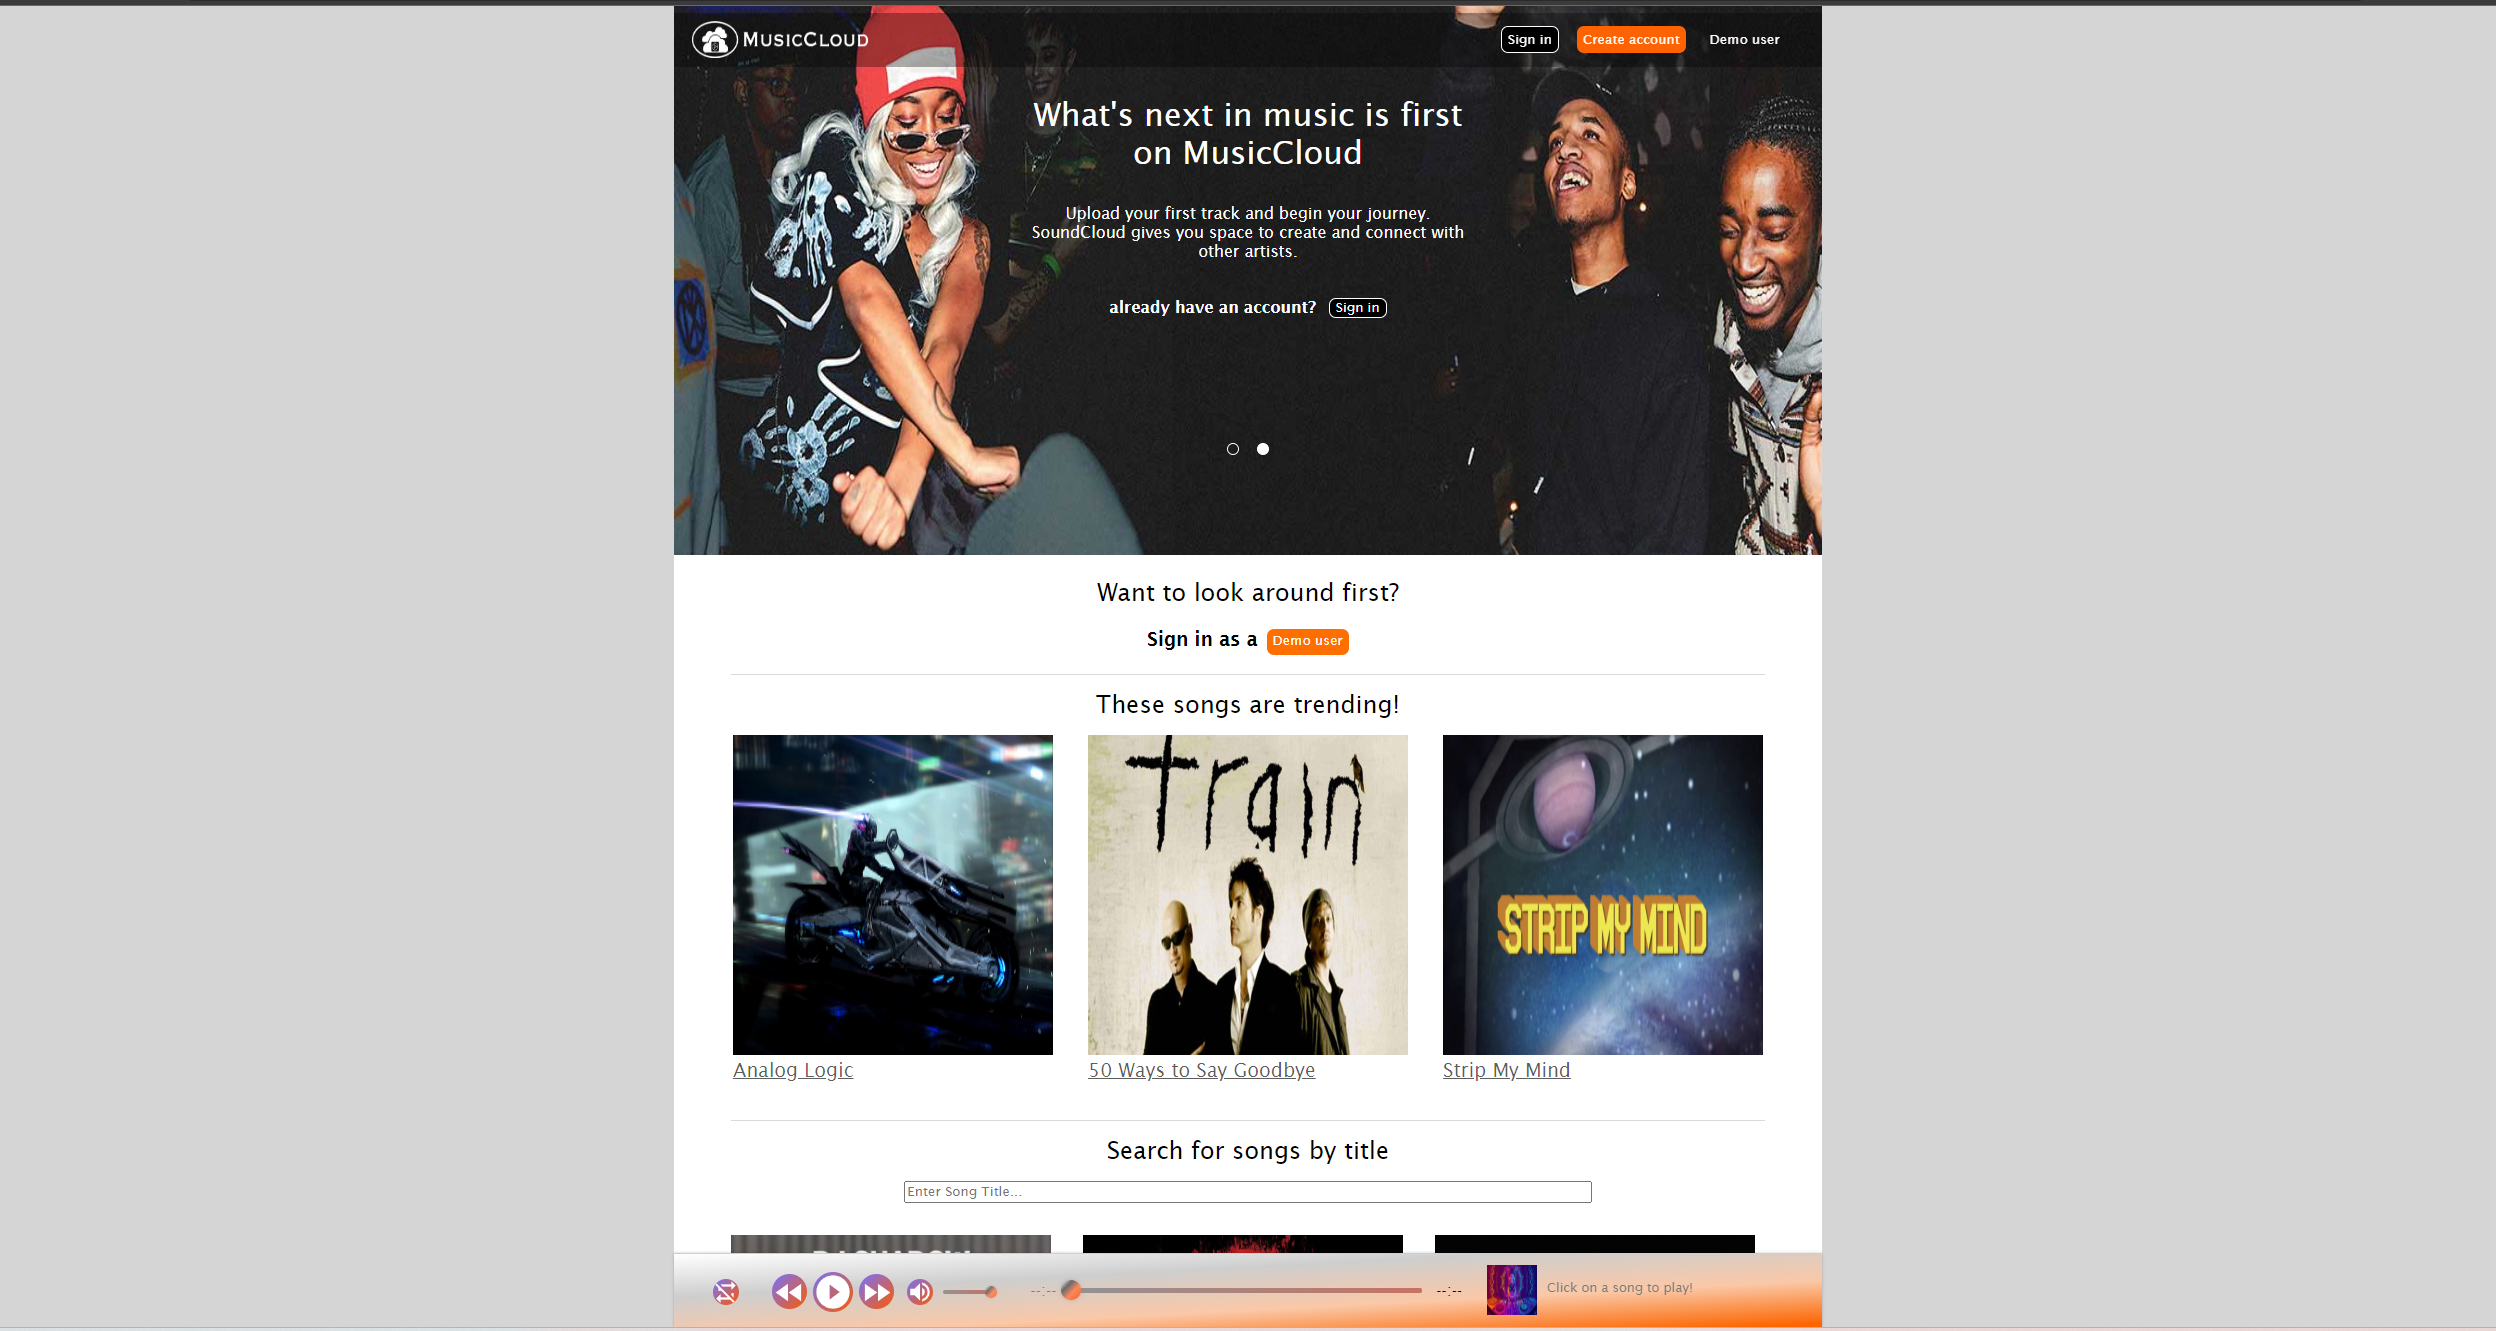 MusicCloud
Sign in
Create account
Demo user
What's next in music is first
on MusicCloud
Upload your first track and begin your journey.
SoundCloud gives you space to create and connect with
other artists.
already have an account? Sign in
Want to look around first?
Sign in as a Demo user
These songs are trending!
train
STRIP MY MIND
Analog Logic
50 Ways to Say Goodbye
Strip My Mind
Search for songs by title
Enter Song Title...
--:--
--:--
Click on a song to play!